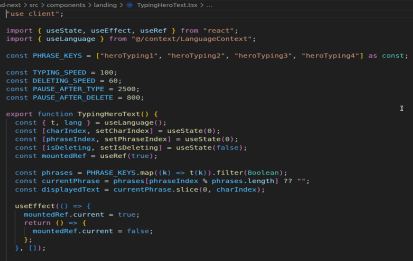 d-next > src > components > landing > TypingHeroText.tsx > ...
"use client";
import { useState, useEffect, useRef } from "react";
import { useLanguage } from "@/context/LanguageContext";
const PHRASE_KEYS = ["heroTyping1", "heroTyping2", "heroTyping3", "heroTyping4"] as const;
const TYPING_SPEED = 100;
const DELETING_SPEED = 60;
const PAUSE_AFTER_TYPE = 2500;
const PAUSE_AFTER_DELETE = 800;
export function TypingHeroText() {
const { t, lang } = useLanguage();
const [charIndex, setCharIndex] = useState(0);
const [phraseIndex, setPhraseIndex] = useState(0);
const [isDeleting, setIsDeleting] = useState(false);
const mountedRef = useRef(true);
const phrases = PHRASE_KEYS.map((k) => t(k)).filter(Boolean);
const currentPhrase = phrases[phraseIndex % phrases.length] ?? "";
const displayedText = currentPhrase.slice(0, charIndex);
useEffect(() => {
mountedRef.current = true;
return () => {
mountedRef.current = false;
};
}, []);